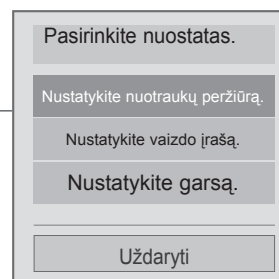 Pasirinkite nuostatas.
Nustatykite nuotraukų peržiūrą.
Nustatykite vaizdo įrašą.
Nustatykite garsą.
Uždaryti